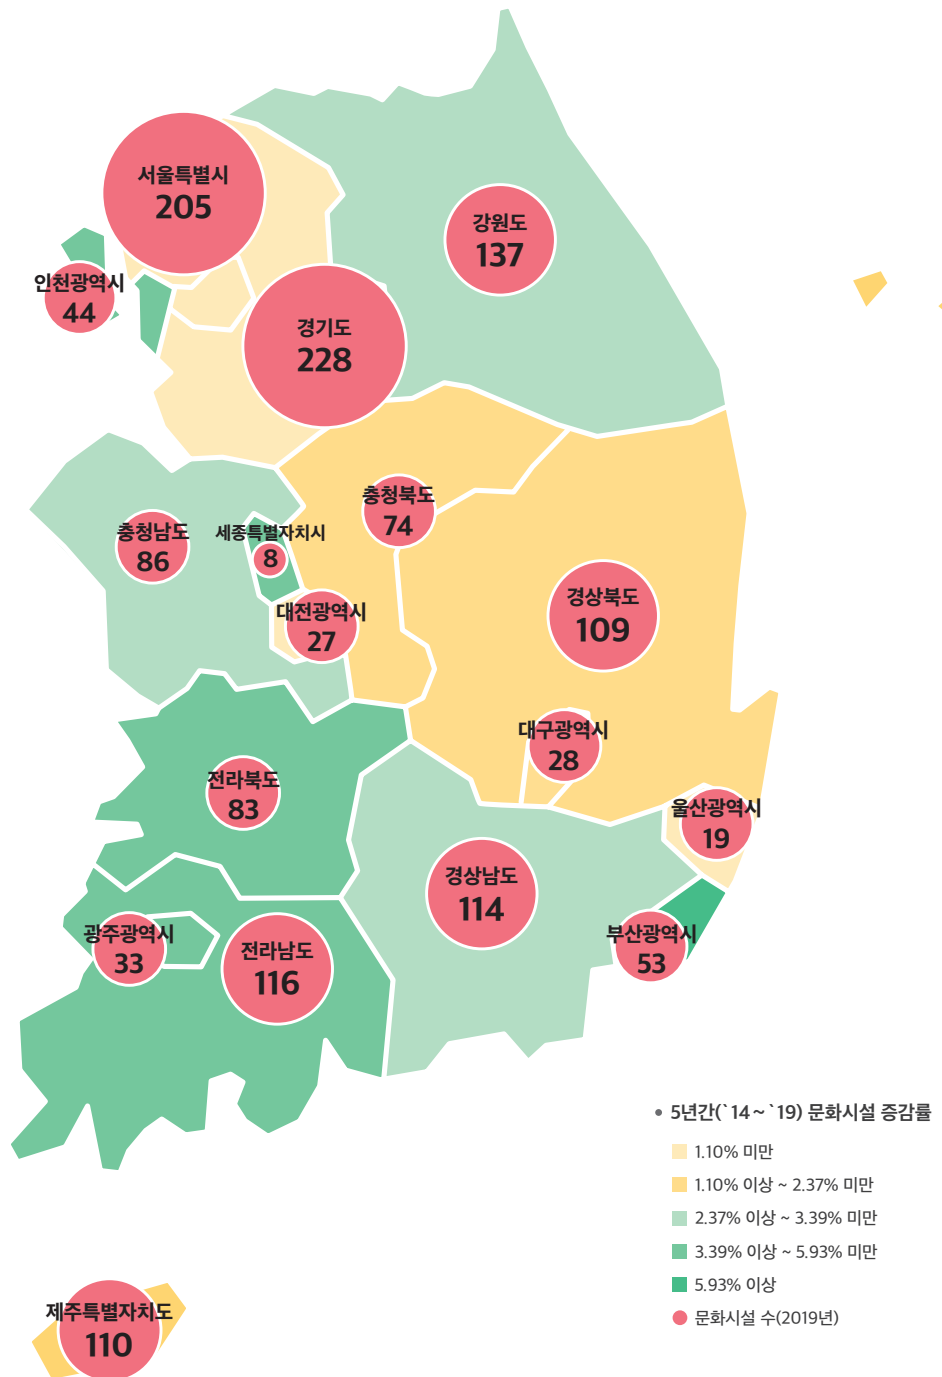 서울특별시
205
강원도
137
인천광역시
44
경기도
228
충청북도
74
충청남도
86
세종특별자치시
8
경상북도
109
대전광역시
27
대구광역시
28
전라북도
83
울산광역시
19
경상남도
114
광주광역시
33
전라남도
116
부산광역시
53
• 5년간(`14~`19) 문화시설 증감률
1.10% 미만
1.10% 이상 ~ 2.37% 미만
2.37% 이상 ~ 3.39% 미만
3.39% 이상 ~ 5.93% 미만
5.93% 이상
문화시설 수(2019년)
제주특별자치도
110